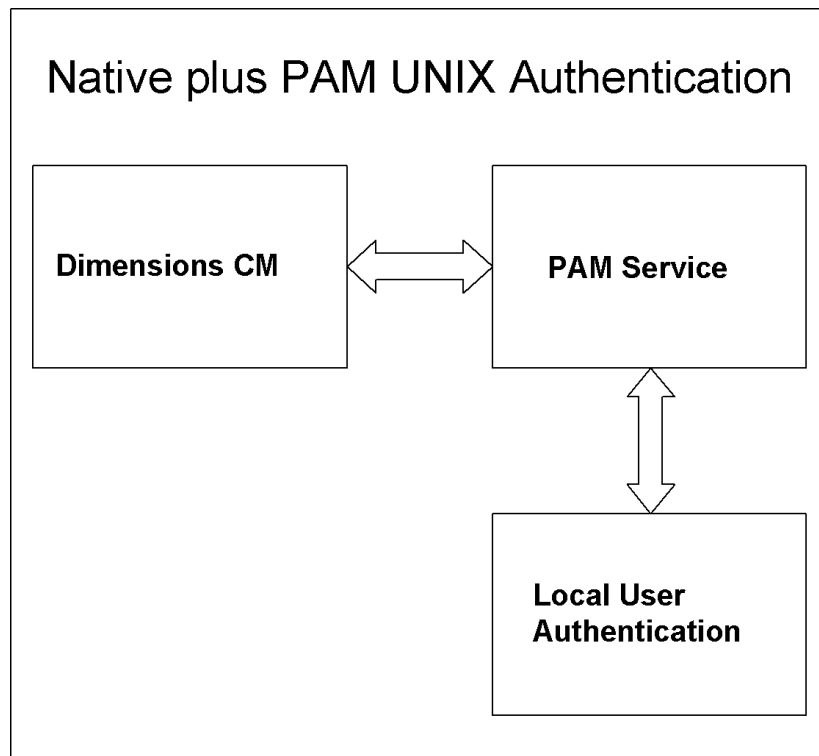 Native plus PAM UNIX Authentication
Dimensions CM
PAM Service
Local User
Authentication